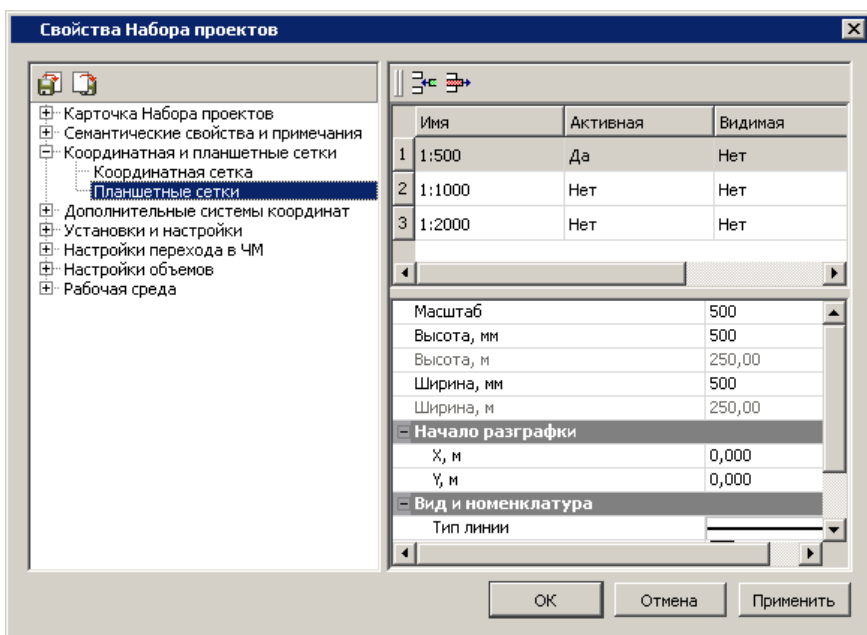 Свойства Набора проектов
Карточка Набора проектов
Семантические свойства и примечания
Координатная и планшетные сетки
Координатная сетка
Планшетные сетки
Дополнительные системы координат
Установки и настройки
Настройки перехода в ЧМ
Настройки объемов
Рабочая среда
Имя Активная Видимая
1 1:500 Да Нет
2 1:1000 Нет Нет
3 1:2000 Нет Нет
Масштаб 500
Высота, мм 500
Высота, м 250,00
Ширина, мм 500
Ширина, м 250,00
Начало разграфки
X, м 0,000
Y, м 0,000
Вид и номенклатура
Тип линии
ОК Отмена Применить